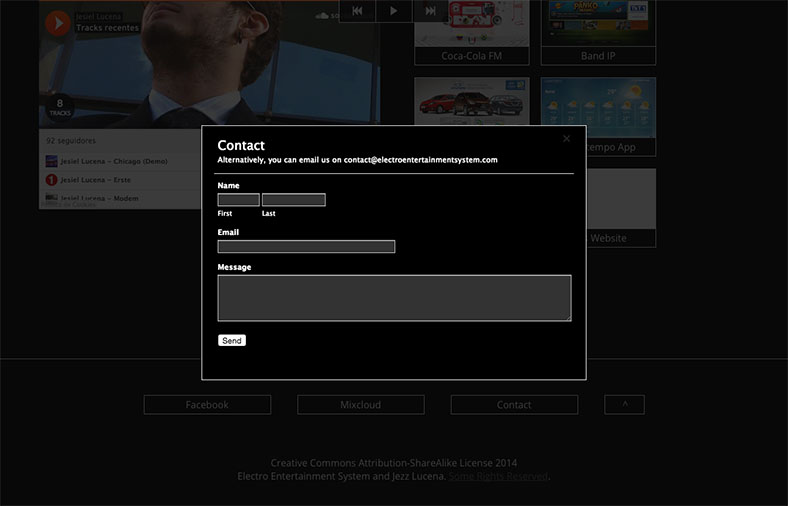 Jesiel Lucena
Tracks recentes
8
TRACKS
92 seguidores
Jesiel Lucena – Chicago (Demo)
1 Jesiel Lucena – Erste
Jesiel Lucena – Modem
de Cookies
Coca-Cola FM
Band IP
tempo App
Website
Contact
×
Alternatively, you can email us on contact@electroentertainmentsystem.com
Name
First
Last
Email
Message
Send
Facebook
Mixcloud
Contact
^
Creative Commons Attribution-ShareAlike License 2014
Electro Entertainment System and Jezz Lucena. Some Rights Reserved.